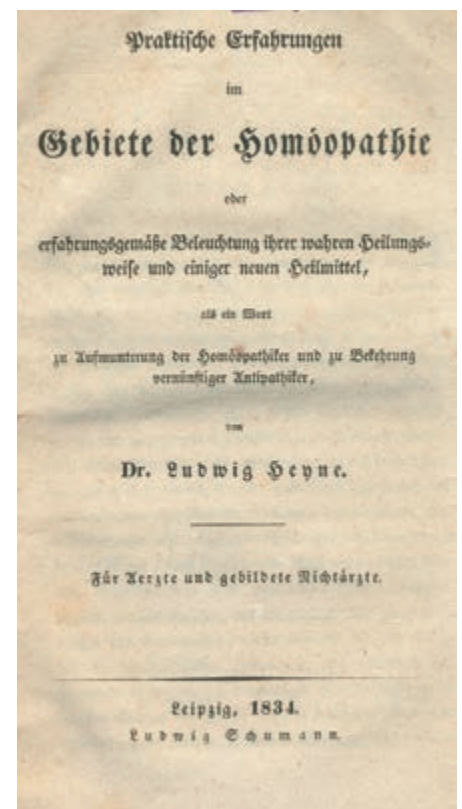 Praktische Erfahrungen
im
Gebiete der Homöopathie
oder
erfahrungsgemäße Beleuchtung ihrer wahren Heilungs-
weise und einiger neuen Heilmittel,
als ein Wort
zu Aufmunterung der Homöopathiker und zu Bekehrung
vernünftiger Antipathiker,
von
Dr. Ludwig Heyne.
Für Aerzte und gebildete Nichtärzte.
Leipzig, 1834.
Ludwig Schumann.